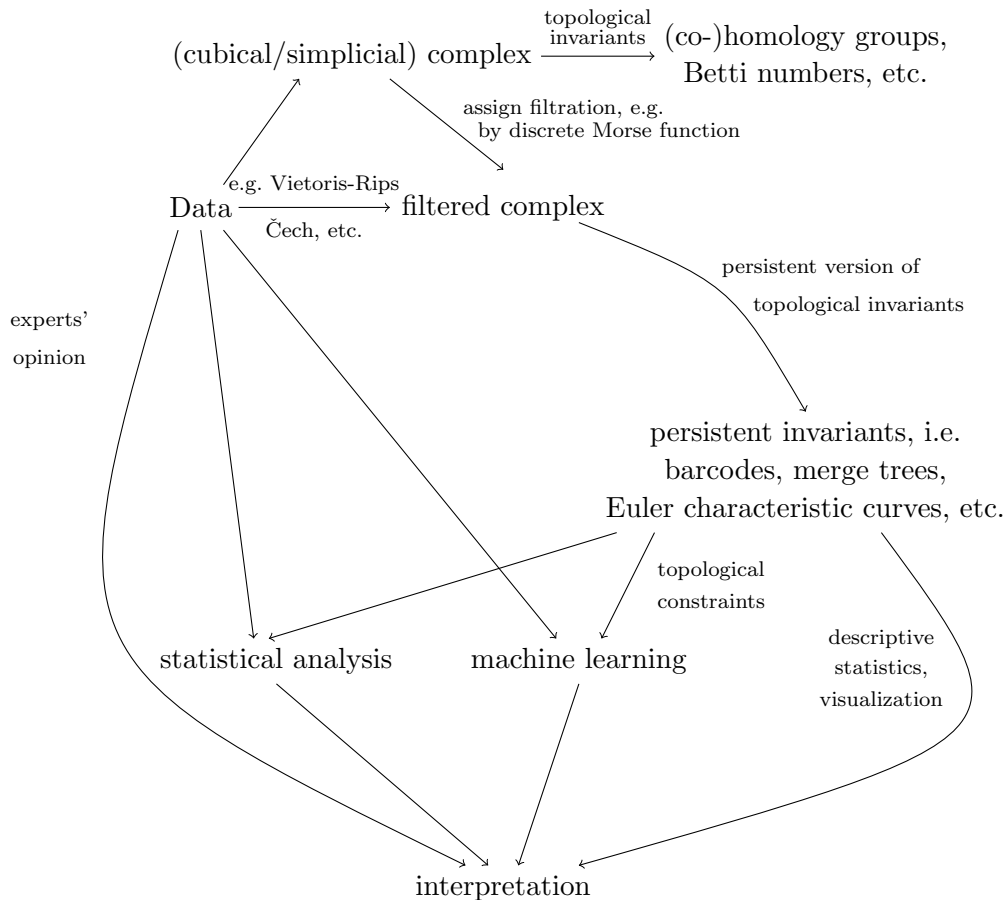 topological
invariants
(cubical/simplicial) complex
(co-)homology groups,
Betti numbers, etc.
assign filtration, e.g.
by discrete Morse function
e.g. Vietoris-Rips
Data
filtered complex
Čech, etc.
persistent version of
topological invariants
experts'
opinion
persistent invariants, i.e.
barcodes, merge trees,
Euler characteristic curves, etc.
topological
constraints
descriptive
statistics,
visualization
statistical analysis
machine learning
interpretation